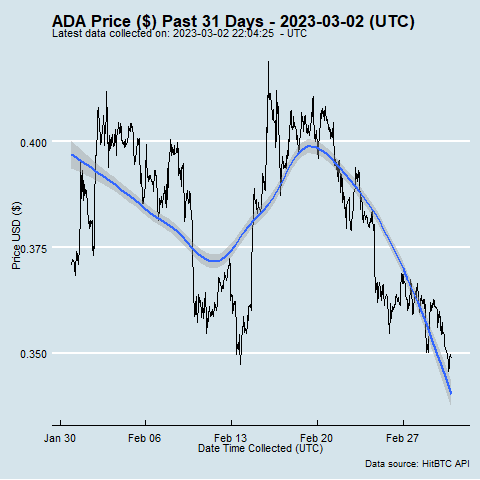 ADA Price ($) Past 31 Days - 2023-03-02 (UTC)
Latest data collected on: 2023-03-02 22:04:25 - UTC
0.400
0.375
0.350
Price USD ($)
Jan 30 Feb 06 Feb 13 Feb 20 Feb 27
Date Time Collected (UTC)
Data source: HitBTC API